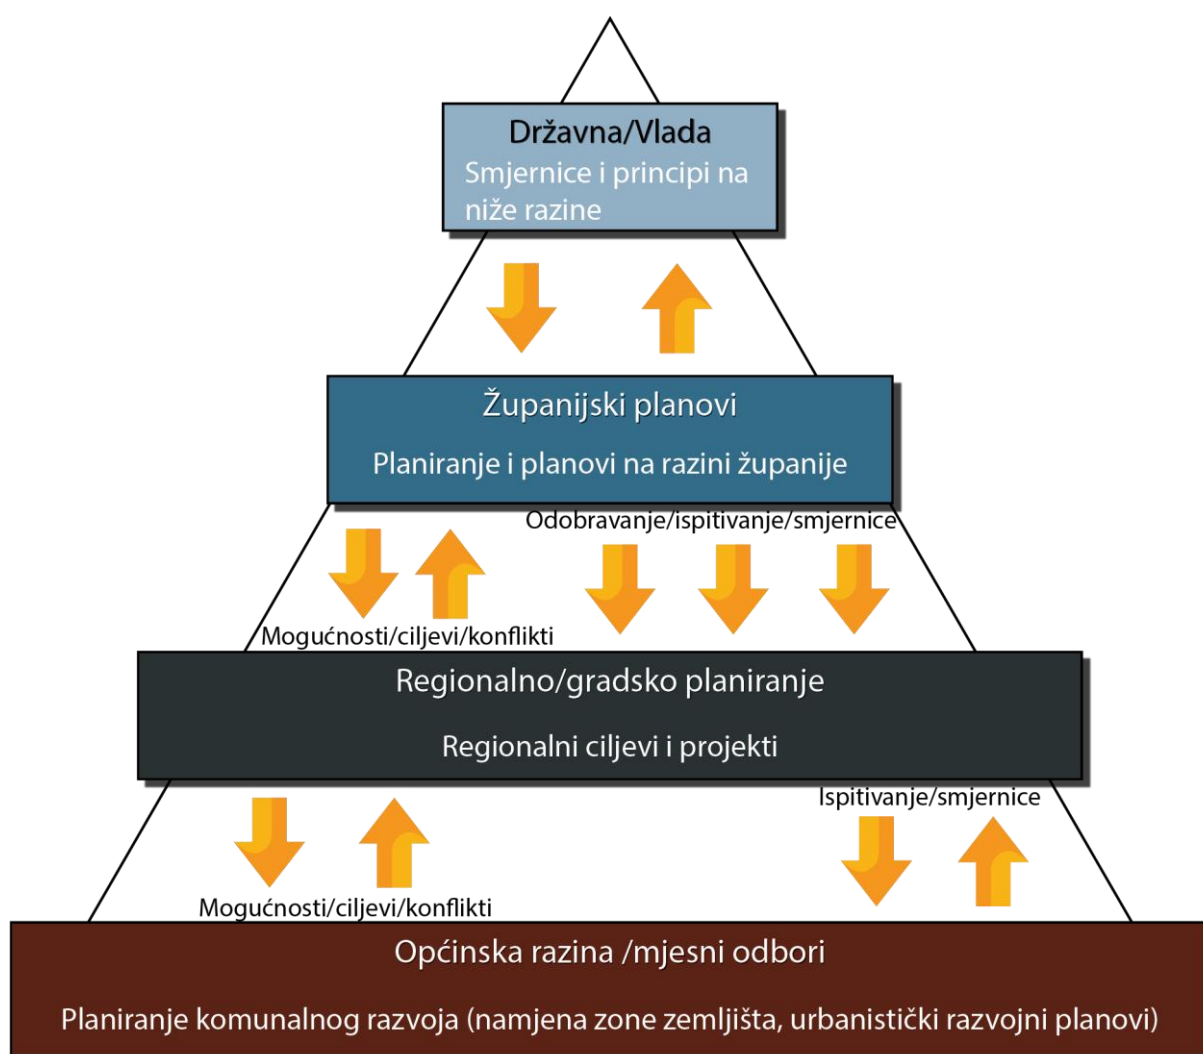 Državna/Vlada
Smjernice i principi na
niže razine
Županijski planovi
Planiranje i planovi na razini županije
Odobravanje/ispitivanje/smjernice
Mogućnosti/ciljevi/konflikti
Regionalno/gradsko planiranje
Regionalni ciljevi i projekti
Ispitivanje/smjernice
Mogućnosti/ciljevi/konflikti
Općinska razina /mjesni odbori
Planiranje komunalnog razvoja (namjena zone zemljišta, urbanistički razvojni planovi)